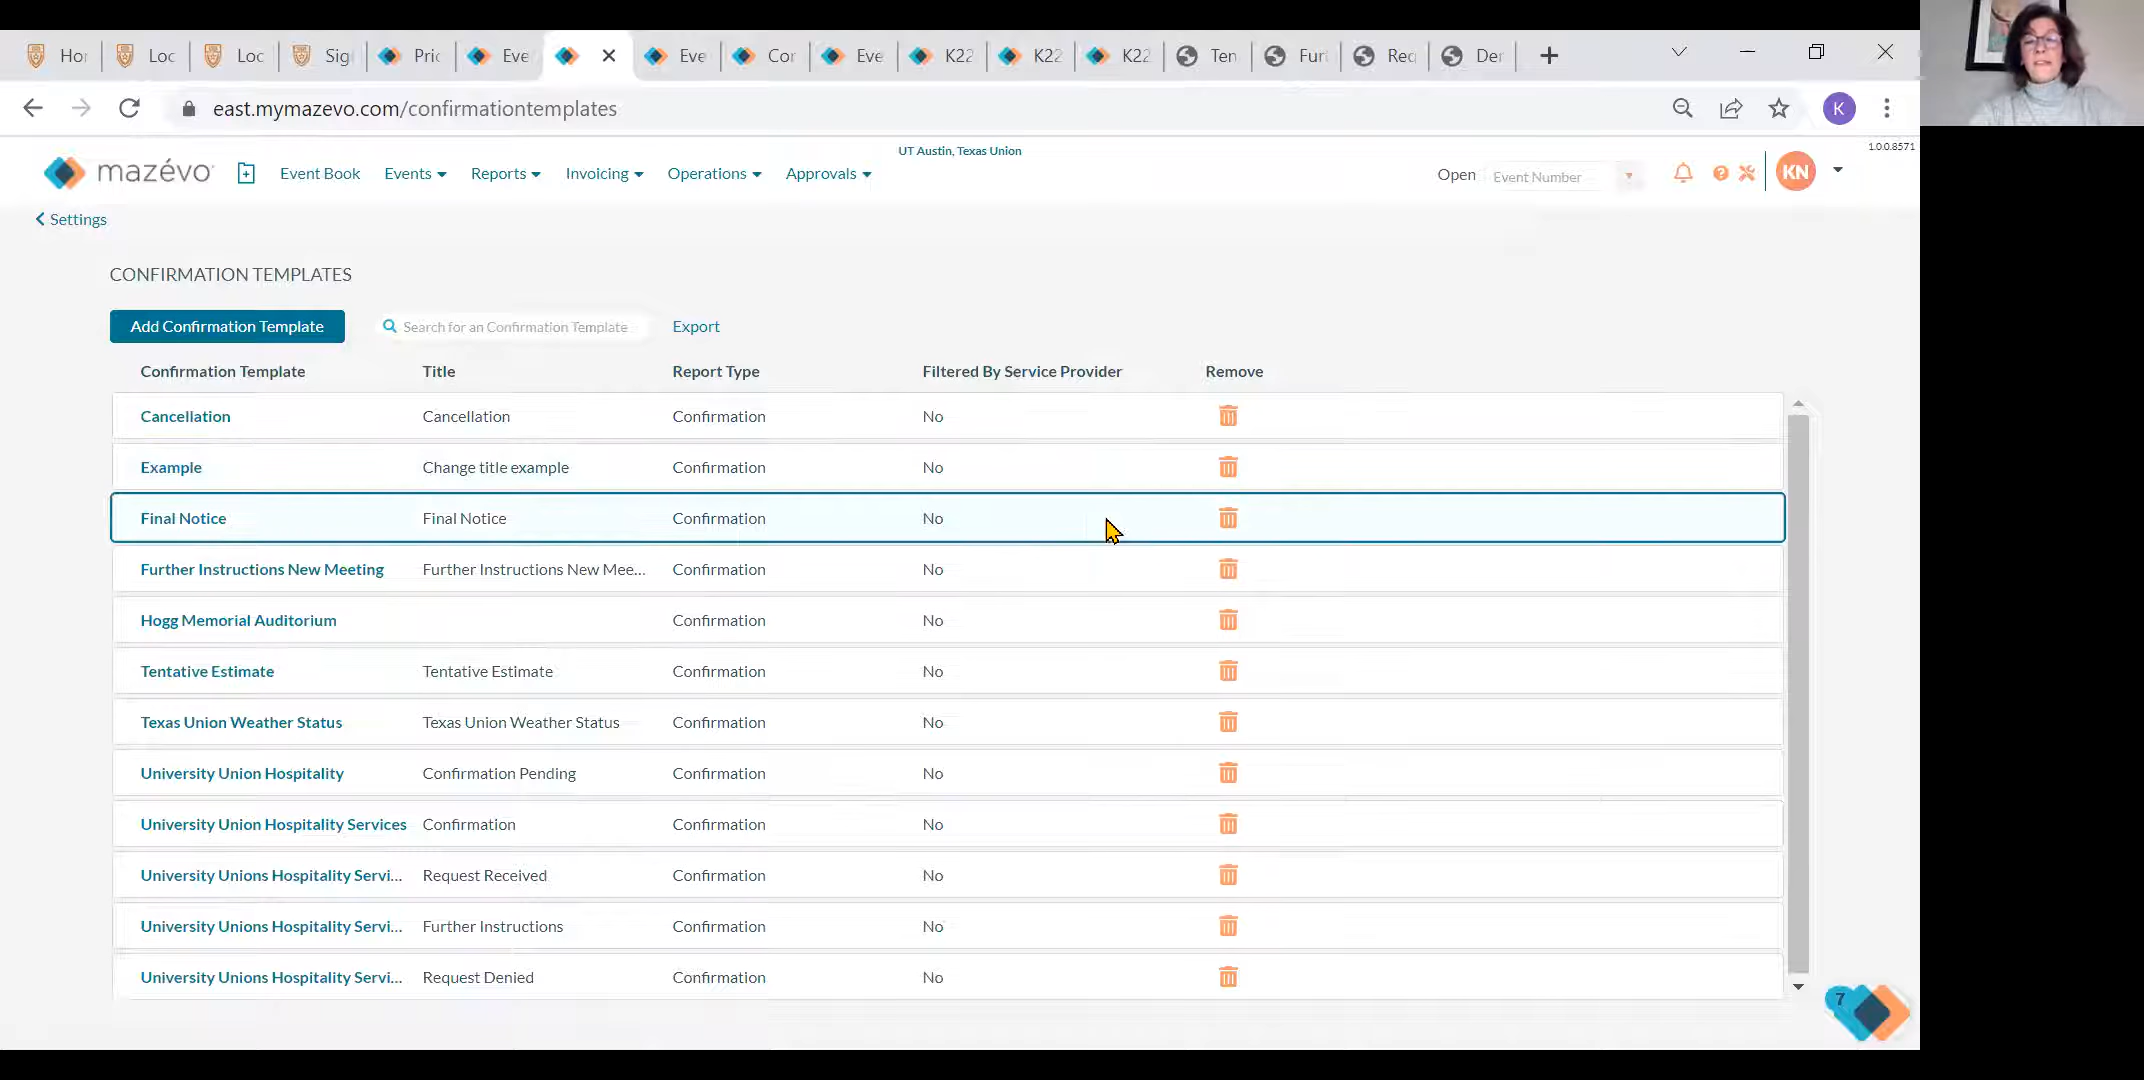 Hor Loc Loc Sig Pric Eve Eve Cor Eve K22 K22 K22 Ten Furt Req Der
east.mymazevo.com/confirmationtemplates K
1.0.0.8571
UT Austin, Texas Union
mazévo Event Book Events Reports Invoicing Operations Approvals Open Event Number KN
Settings
CONFIRMATION TEMPLATES
Add Confirmation Template Search for an Confirmation Template Export
Confirmation Template Title Report Type Filtered By Service Provider Remove
Cancellation Cancellation Confirmation No
Example Change title example Confirmation No
Final Notice Final Notice Confirmation No
Further Instructions New Meeting Further Instructions New Mee... Confirmation No
Hogg Memorial Auditorium Confirmation No
Tentative Estimate Tentative Estimate Confirmation No
Texas Union Weather Status Texas Union Weather Status Confirmation No
University Union Hospitality Confirmation Pending Confirmation No
University Union Hospitality Services Confirmation Confirmation No
University Unions Hospitality Servi... Request Received Confirmation No
University Unions Hospitality Servi... Further Instructions Confirmation No
University Unions Hospitality Servi... Request Denied Confirmation No
7